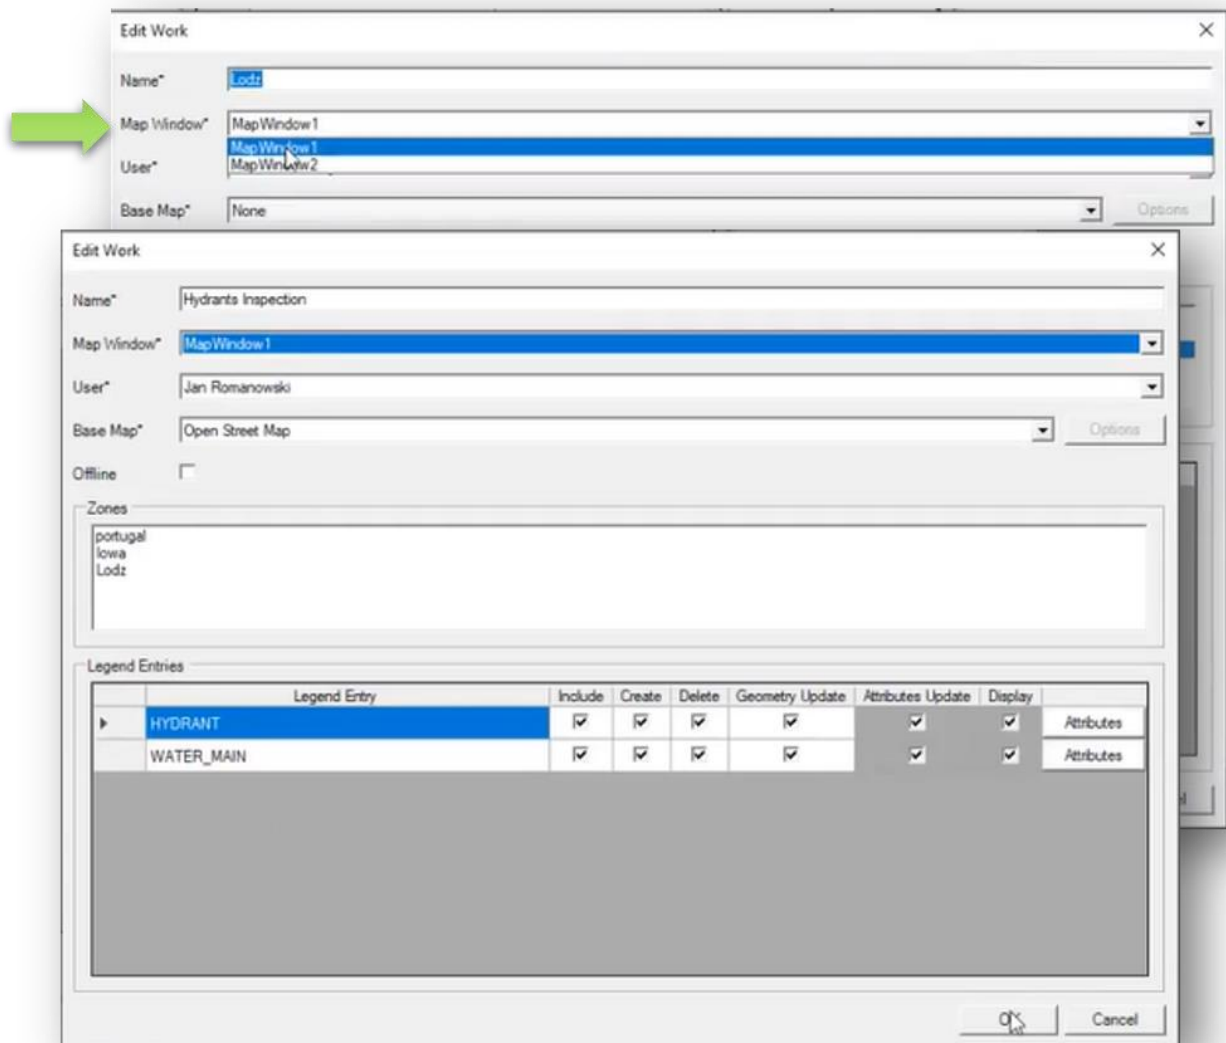 Edit Work
Name* Lodz
Map Window* MapWindow1
MapWindow1
User* MapWindow2
Base Map* None Options
Edit Work
Name* Hydrants Inspection
Map Window* MapWindow1
User* Jan Romanowski
Base Map* Open Street Map Options
Offline
Zones
portugal
Iowa
Lodz
Legend Entries
Legend Entry Include Create Delete Geometry Update Attributes Update Display
HYDRANT Attributes
WATER_MAIN Attributes
Cancel